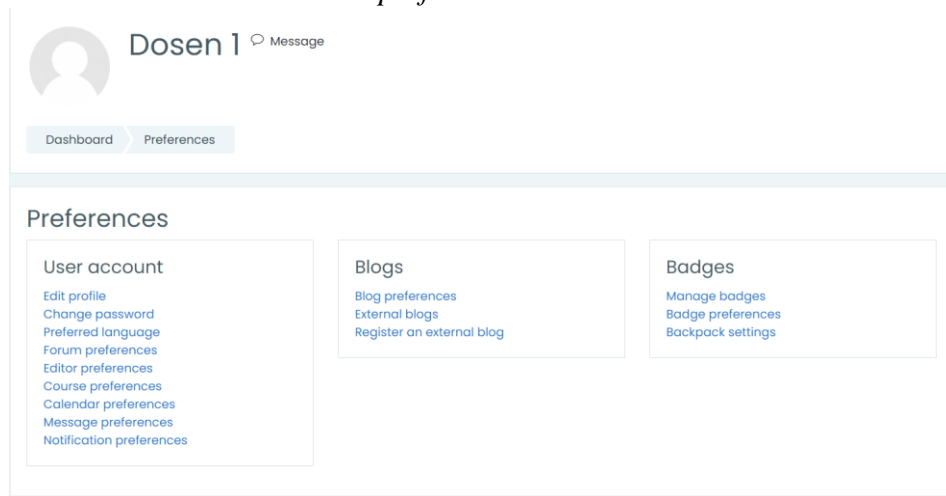 Dosen 1 Message
Dashboard Preferences
Preferences
User account
Edit profile
Change password
Preferred language
Forum preferences
Editor preferences
Course preferences
Calendar preferences
Message preferences
Notification preferences
Blogs
Blog preferences
External blogs
Register an external blog
Badges
Manage badges
Badge preferences
Backpack settings